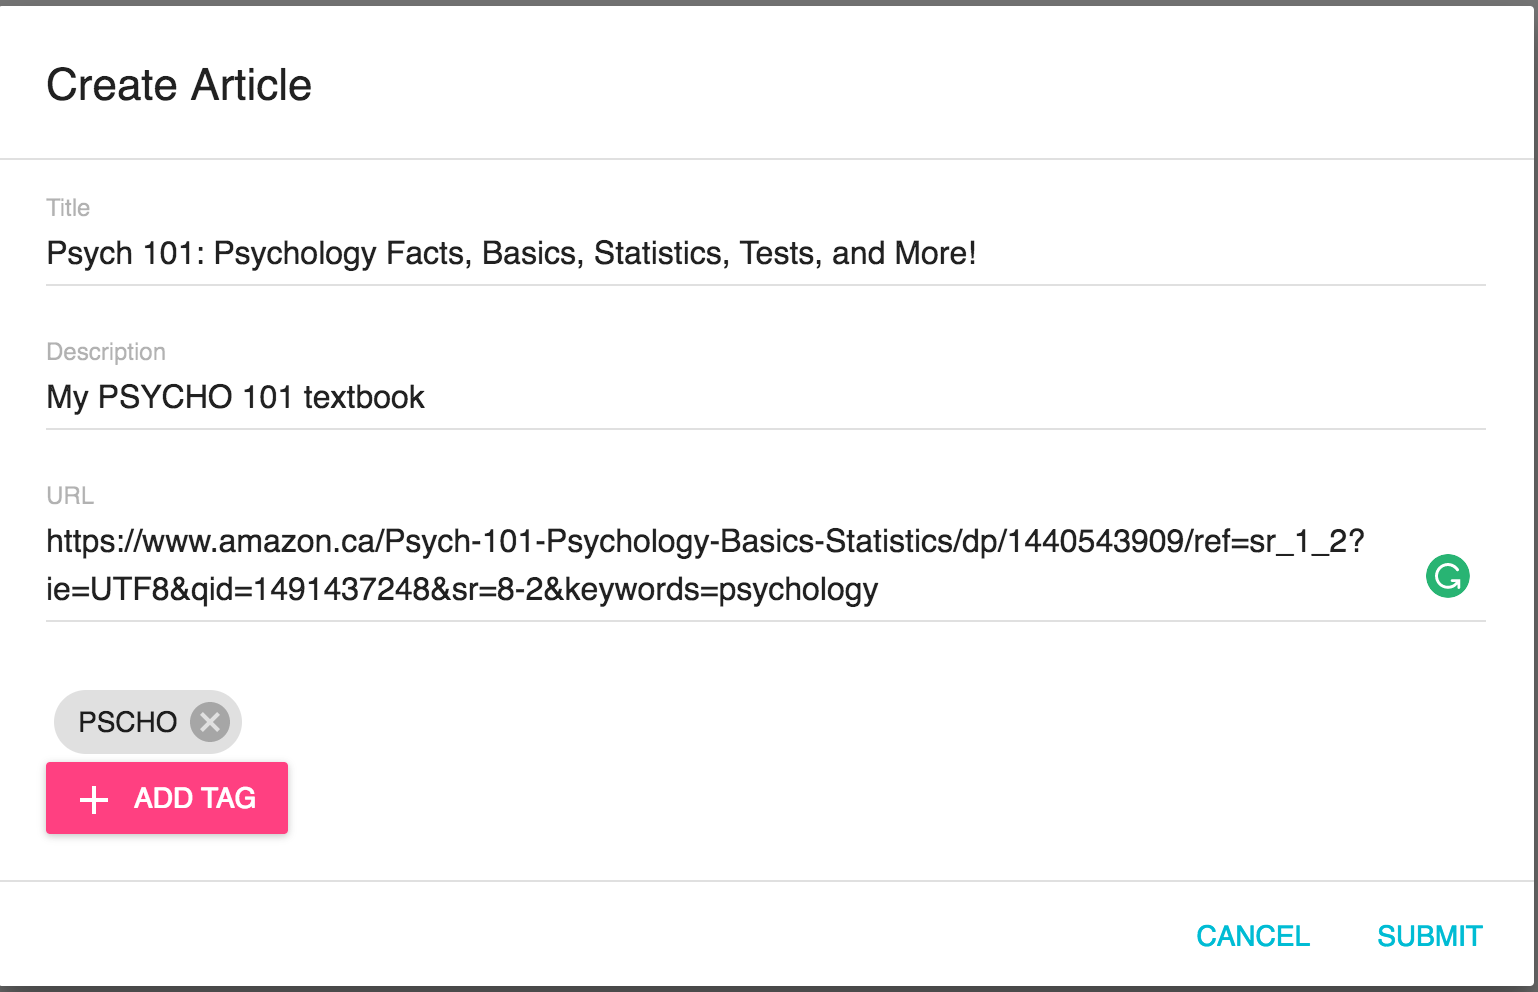 Create Article
Title
Psych 101: Psychology Facts, Basics, Statistics, Tests, and More!
Description
My PSYCHO 101 textbook
URL
https://www.amazon.ca/Psych-101-Psychology-Basics-Statistics/dp/1440543909/ref=sr_1_2?
ie=UTF8&qid=1491437248&sr=8-2&keywords=psychology
PSCHO
ADD TAG
CANCEL SUBMIT